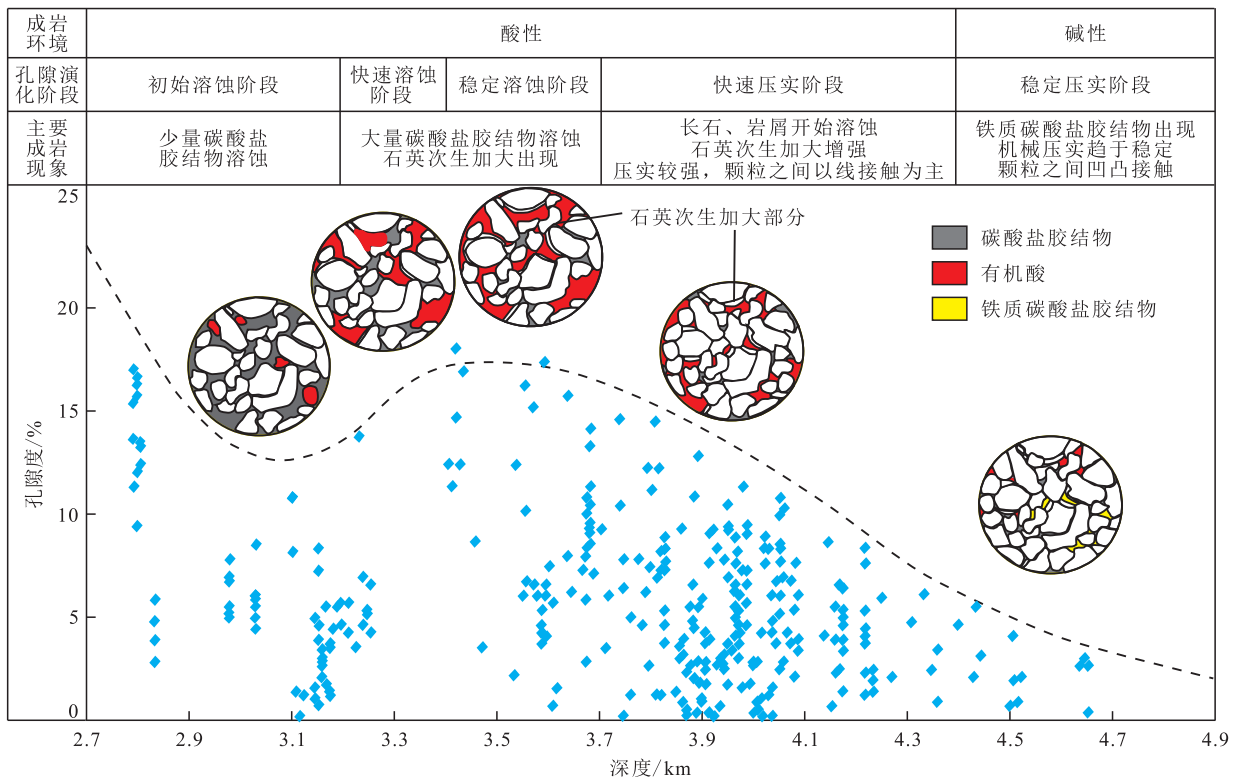 成岩
环境
酸性
碱性
孔隙演
化阶段
初始溶蚀阶段
快速溶蚀
阶段
稳定溶蚀阶段
快速压实阶段
稳定压实阶段
主要
成岩
现象
少量碳酸盐
胶结物溶蚀
大量碳酸盐胶结物溶蚀
石英次生加大出现
长石、岩屑开始溶蚀
石英次生加大增强
压实较强，颗粒之间以线接触为主
铁质碳酸盐胶结物出现
机械压实趋于稳定
颗粒之间凹凸接触
25
20
15
10
5
0
孔隙度/%
石英次生加大部分
碳酸盐胶结物
有机酸
铁质碳酸盐胶结物
2.7
2.9
3.1
3.3
3.5
3.7
3.9
4.1
4.3
4.5
4.7
4.9
深度/km